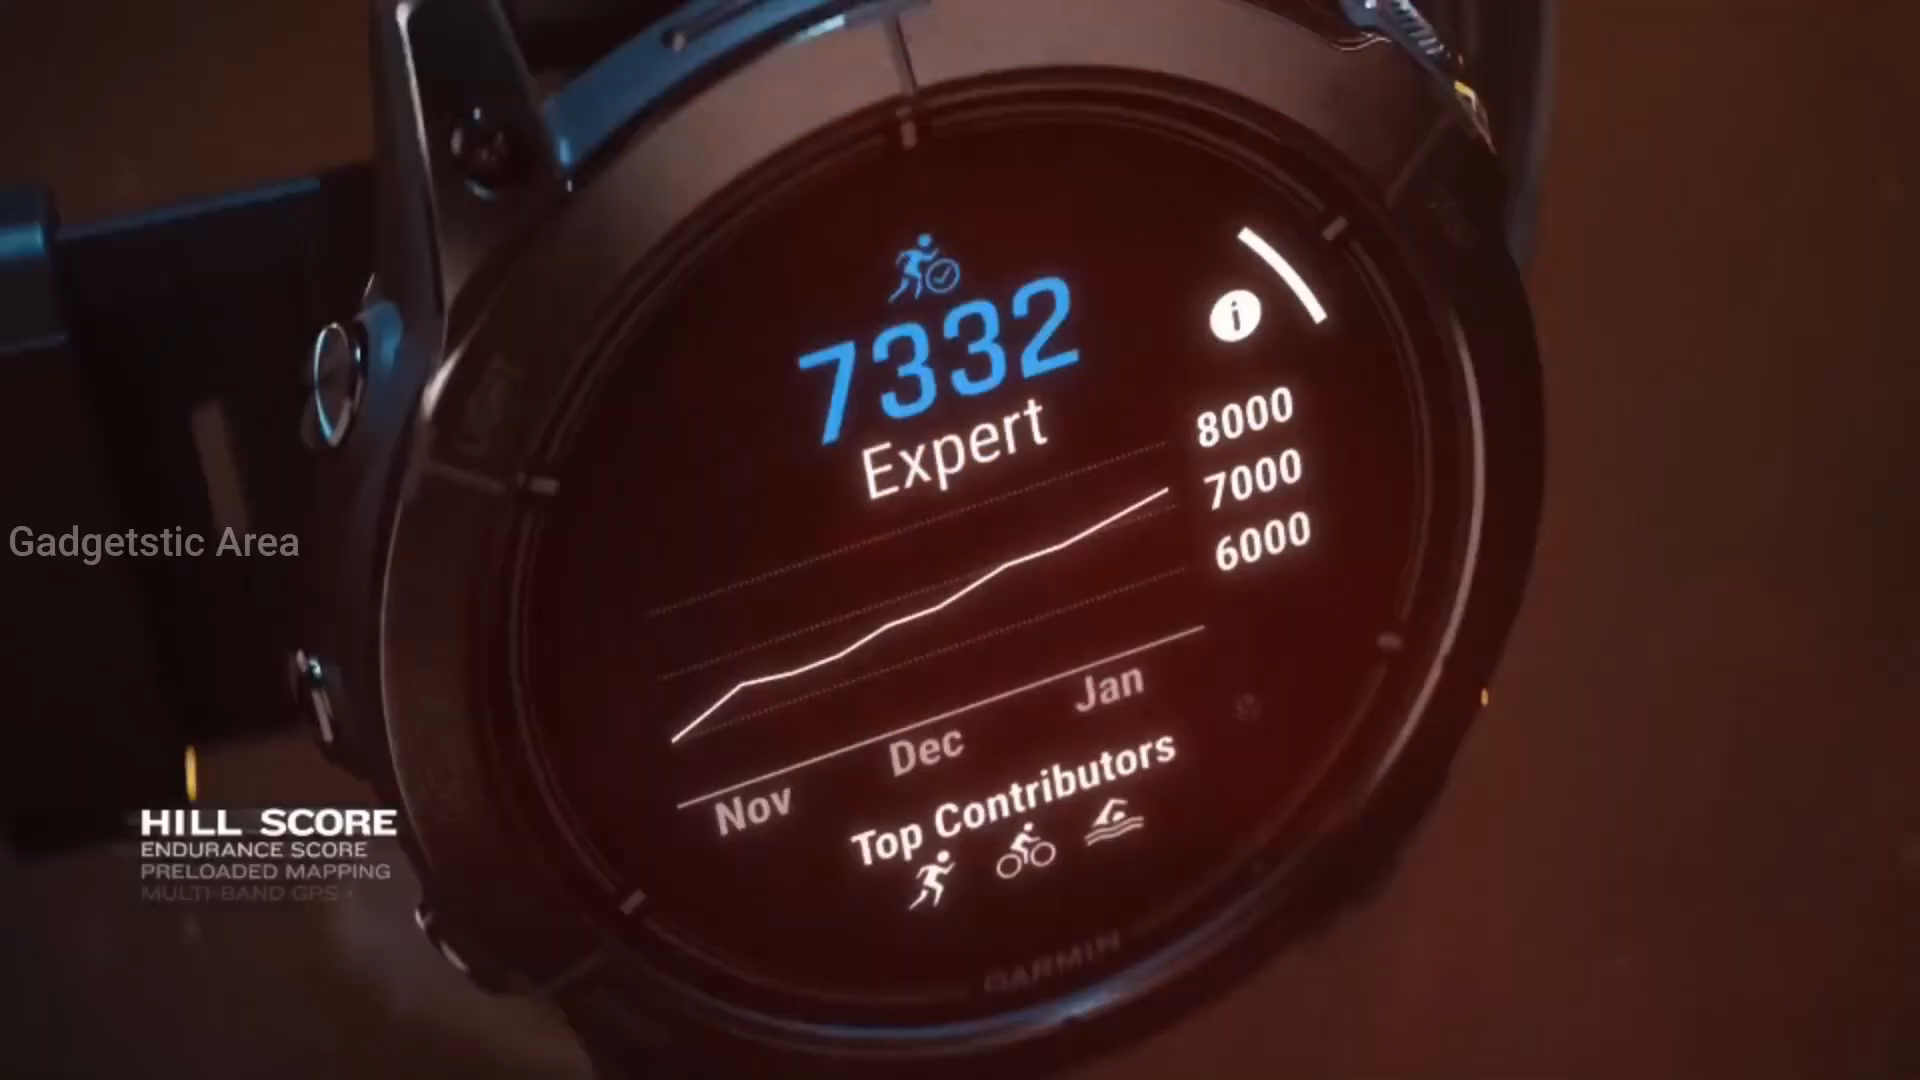 7332
Expert
8000
7000
6000
Nov Dec Jan
Top Contributors
GARMIN
Gadgetstic Area
HILL SCORE
ENDURANCE SCORE
PRELOADED MAPPING
MULTI-BAND GPS